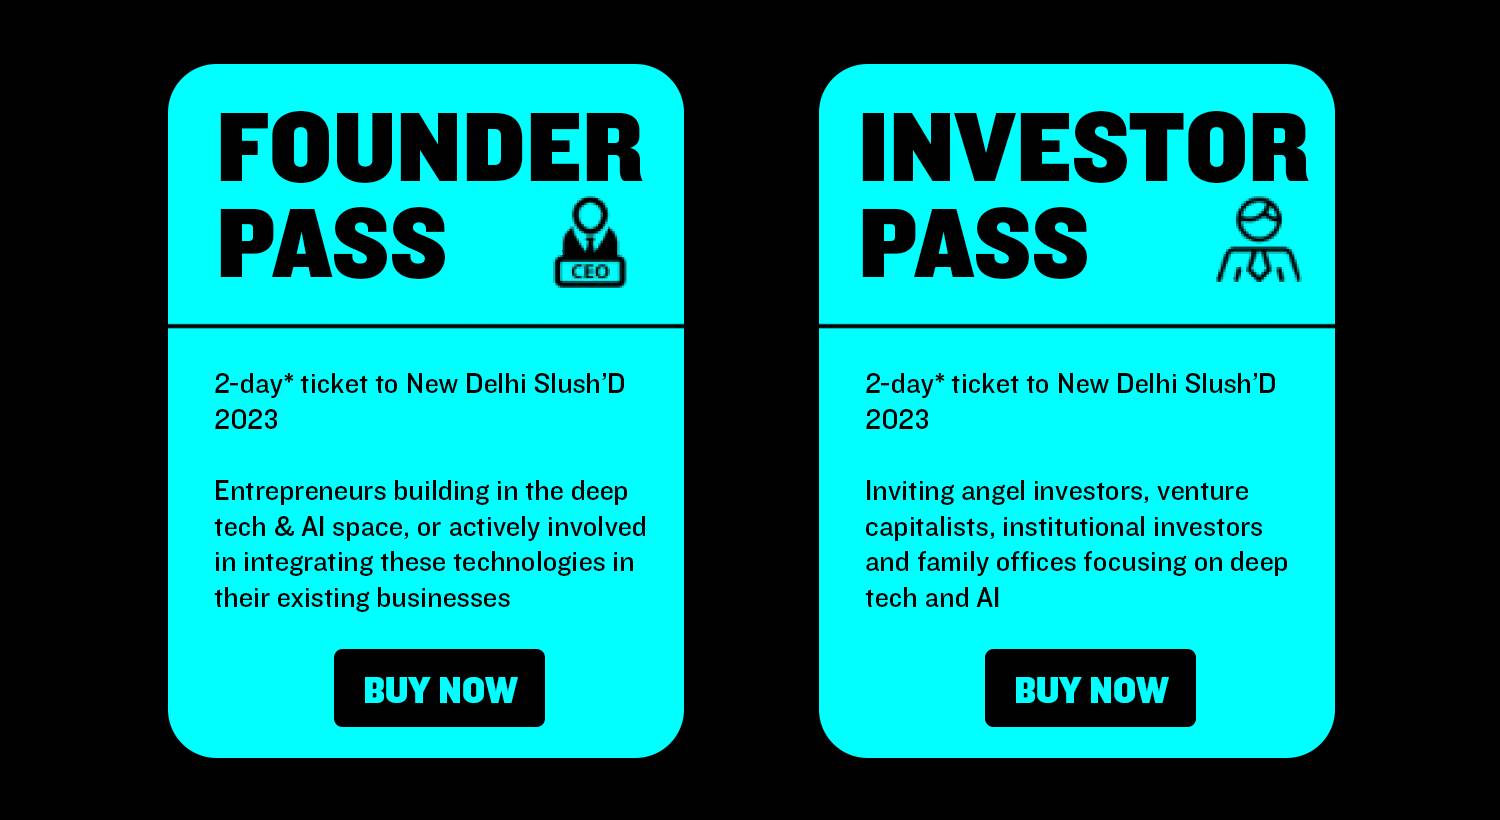 FOUNDER
PASS
CEO
2-day* ticket to New Delhi Slush’D
2023
Entrepreneurs building in the deep
tech & AI space, or actively involved
in integrating these technologies in
their existing businesses
BUY NOW
INVESTOR
PASS
2-day* ticket to New Delhi Slush’D
2023
Inviting angel investors, venture
capitalists, institutional investors
and family offices focusing on deep
tech and AI
BUY NOW